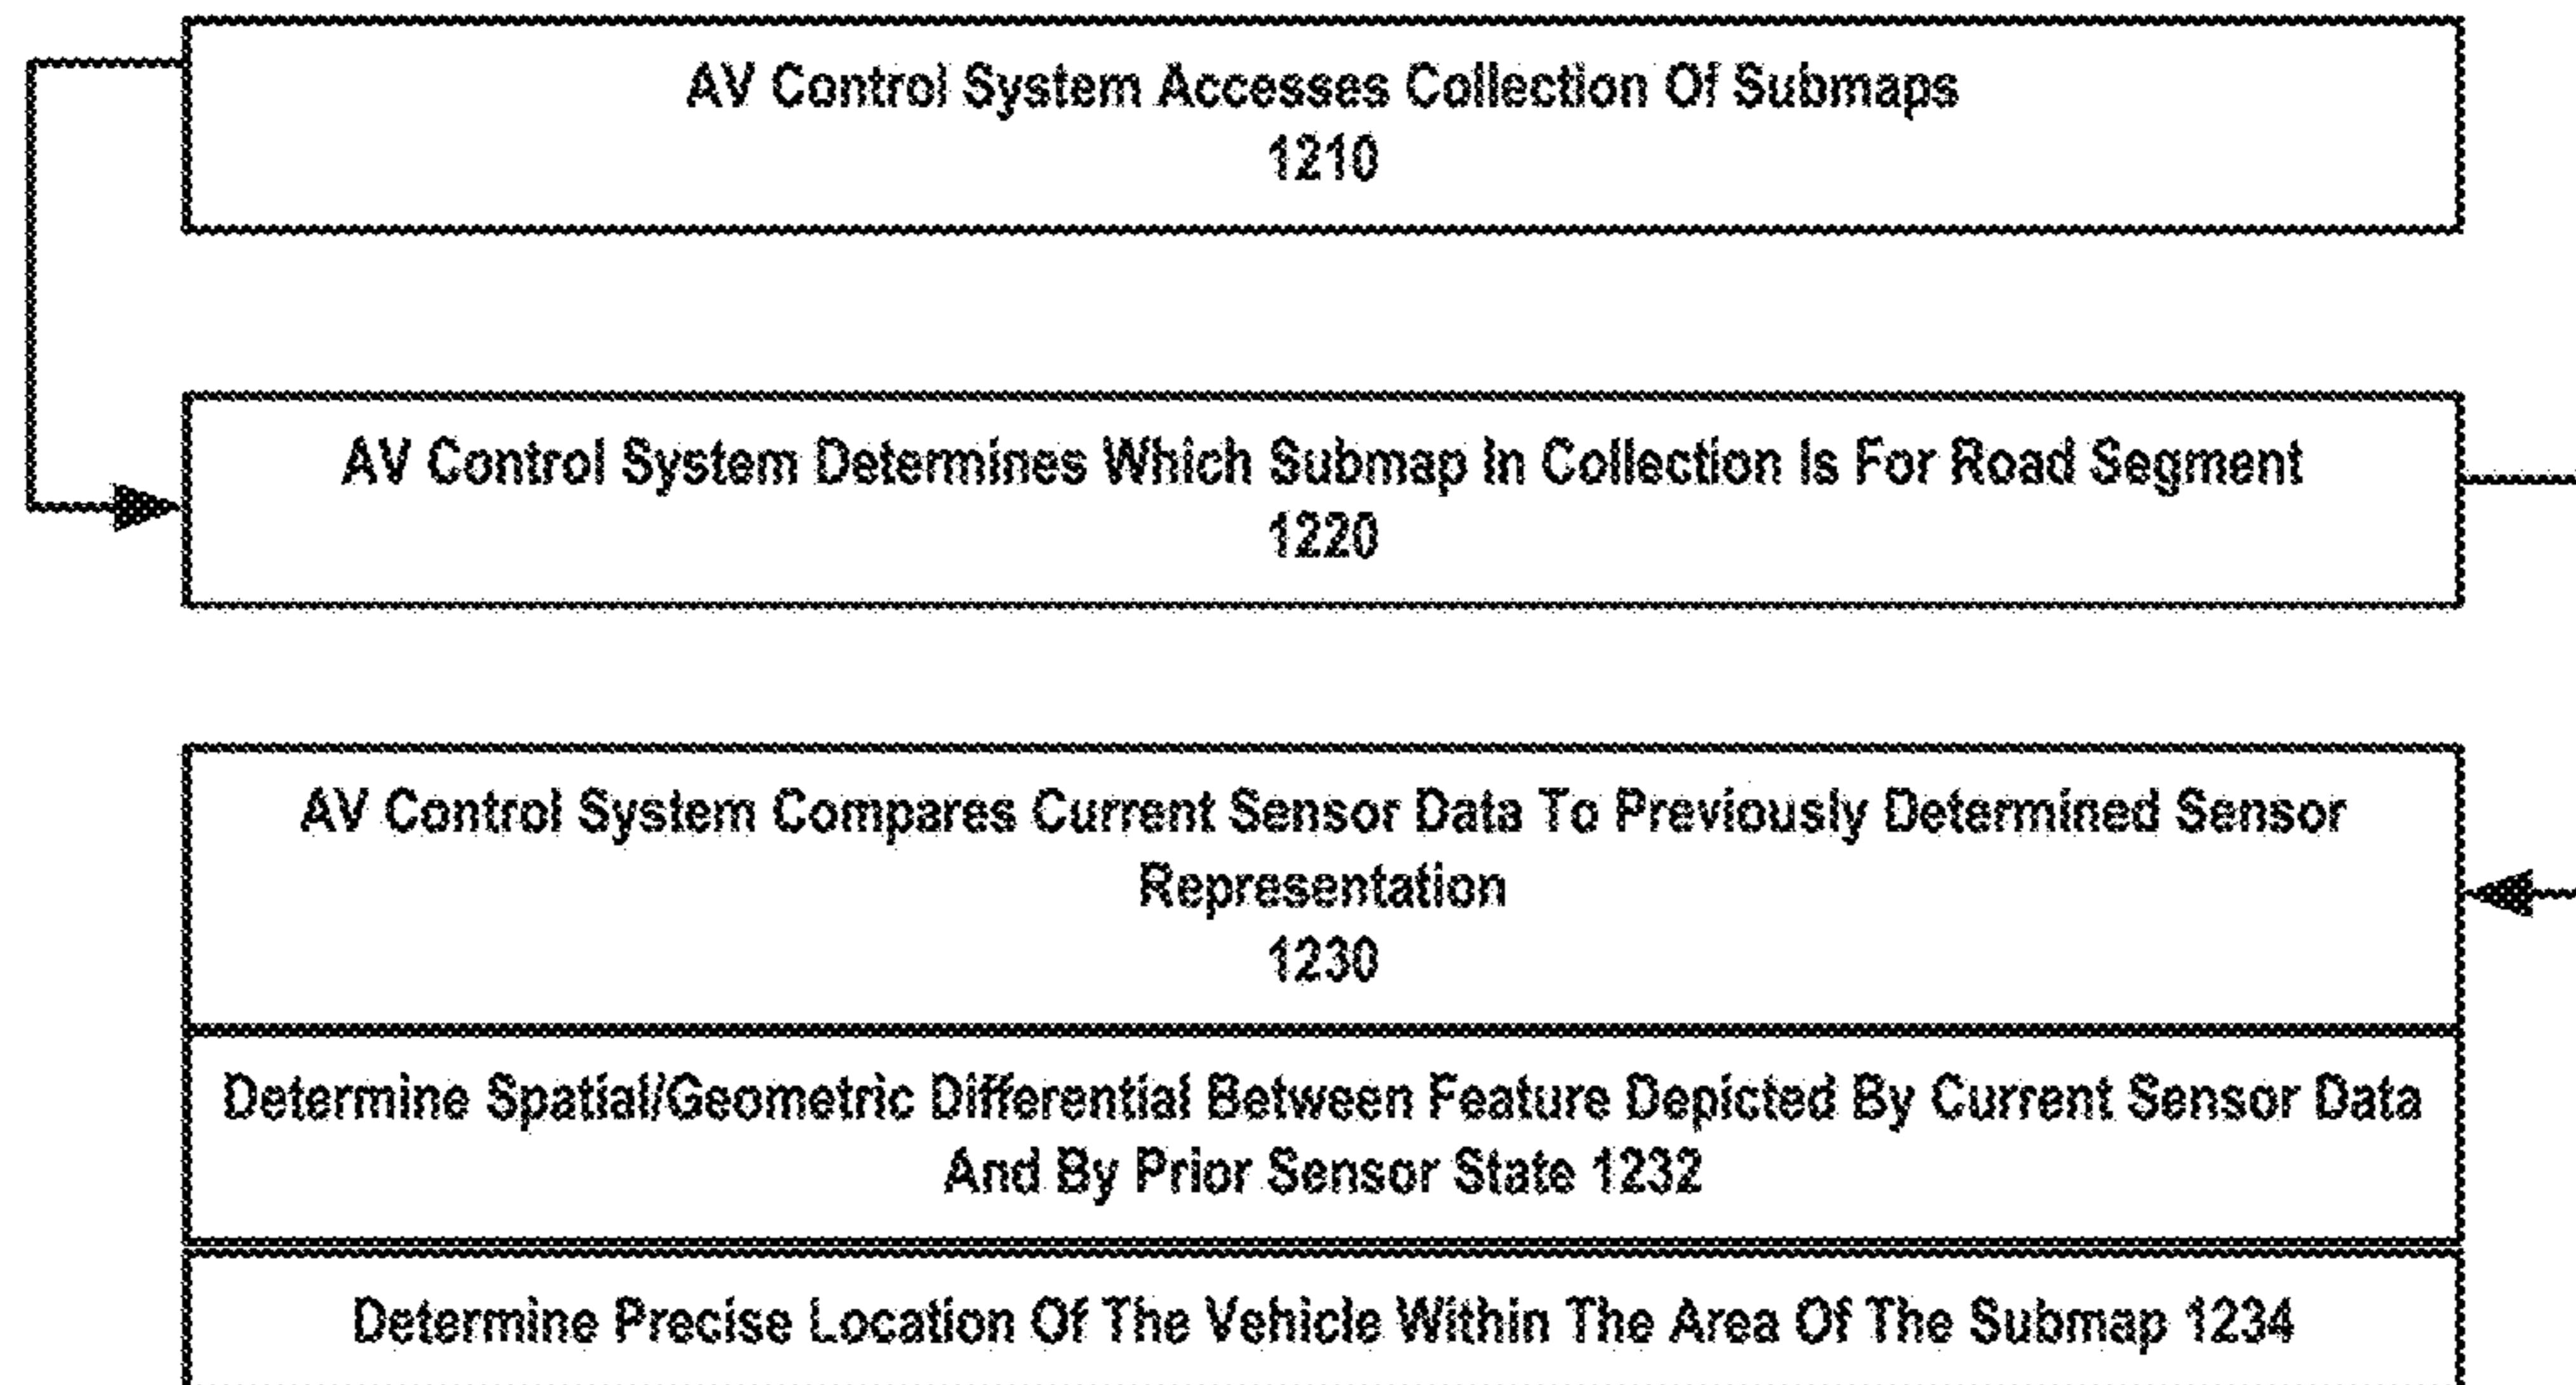 AV Control System Accesses Collection Of Submaps
1210
AV Control System Determines Which Submap In Collection Is For Road Segment
1220
AV Control System Compares Current Sensor Data To Previously Determined Sensor
Representation
1230
Determine Spatial/Geometric Differential Between Feature Depicted By Current Sensor Data
And By Prior Sensor State 1232
Determine Precise Location Of The Vehicle Within The Area Of The Submap 1234